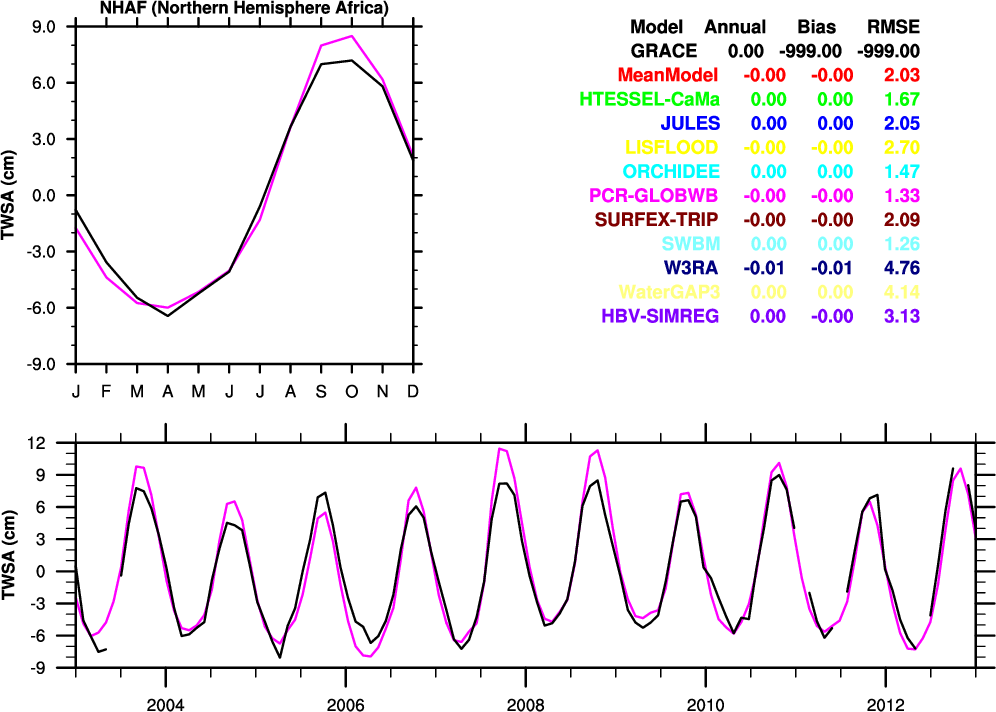 NHAF (Northern Hemisphere Africa)
9.0
6.0
3.0
0.0
-3.0
-6.0
-9.0
TWSA (cm)
J F M A M J J A S O N D
Model Annual Bias RMSE
GRACE 0.00 -999.00 -999.00
MeanModel -0.00 -0.00 2.03
HTESSEL-CaMa 0.00 0.00 1.67
JULES 0.00 0.00 2.05
LISFLOOD -0.00 -0.00 2.70
ORCHIDEE 0.00 0.00 1.47
PCR-GLOBWB -0.00 -0.00 1.33
SURFEX-TRIP -0.00 -0.00 2.09
SWBM 0.00 0.00 1.26
W3RA -0.01 -0.01 4.76
WaterGAP3 0.00 0.00 4.14
HBV-SIMREG 0.00 -0.00 3.13
12
9
6
3
0
-3
-6
-9
TWSA (cm)
2004 2006 2008 2010 2012